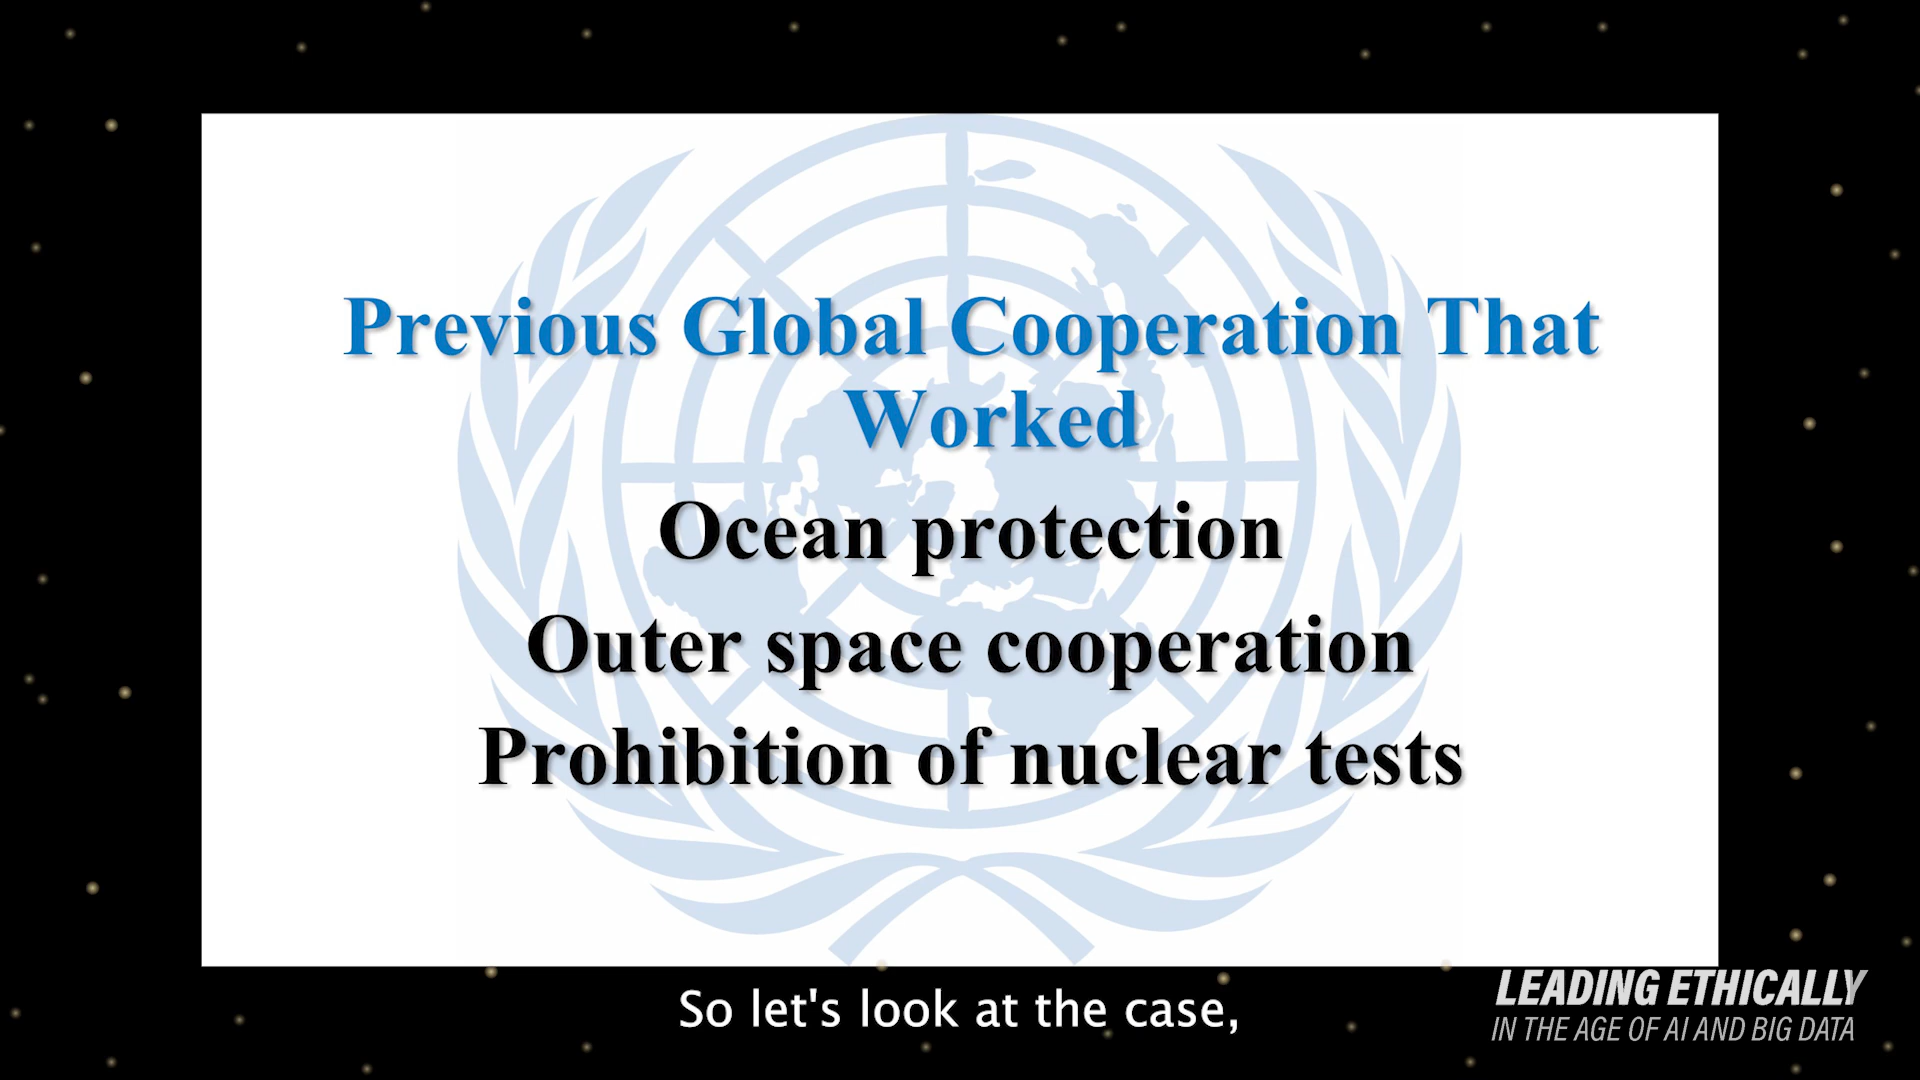 Previous Global Cooperation That
Worked
Ocean protection
Outer space cooperation
Prohibition of nuclear tests
So let's look at the case,
LEADING ETHICALLY
IN THE AGE OF AI AND BIG DATA